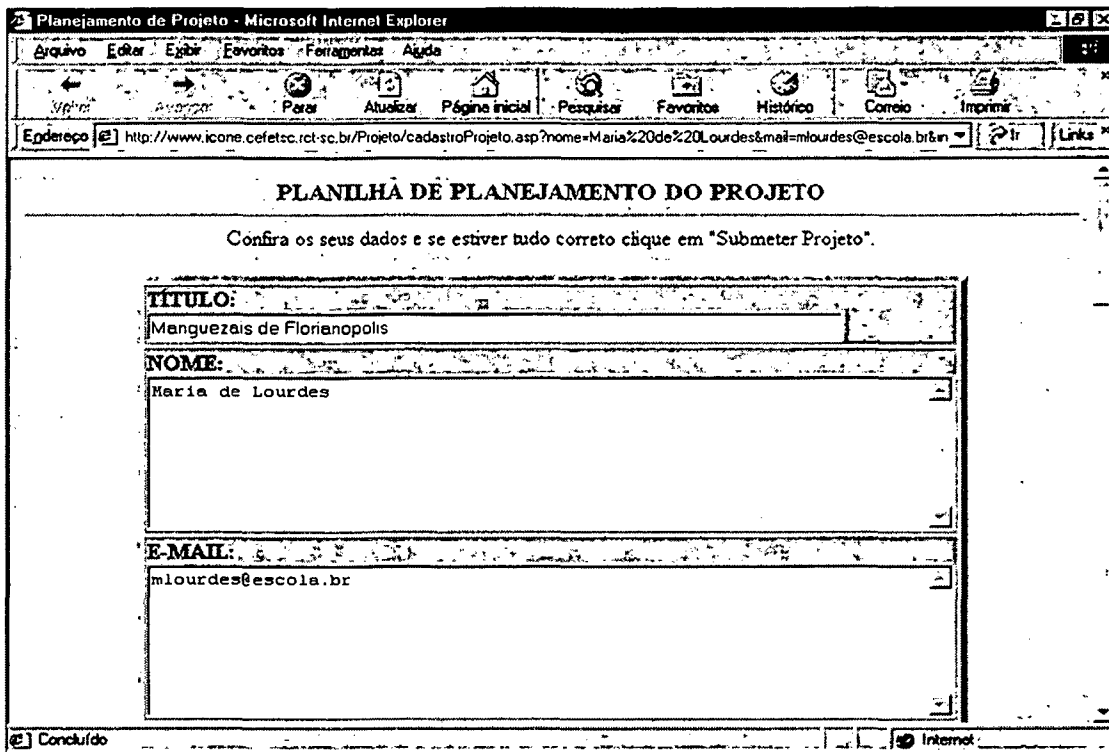 Planejamento de Projeto - Microsoft Internet Explorer
Arquivo Editar Exibir Favoritos Ferramentas Ajuda
Voltar Avançar Parar Atualizar Página inicial Pesquisar Favoritos Histórico Correio Imprimir
Endereço http://www.icone.cefetsc.rct-sc.br/Projeto/cadastroProjeto.asp?nome=Maria%20de%20Lourdes&mail=mlourdes@escola.br&in Ir Links »
PLANILHA DE PLANEJAMENTO DO PROJETO
Confira os seus dados e se estiver tudo correto clique em "Submeter Projeto".
TÍTULO:
Manguezais de Florianopolis
NOME:
Maria de Lourdes
E-MAIL:
mlourdes@escola.br
Concluído Internet